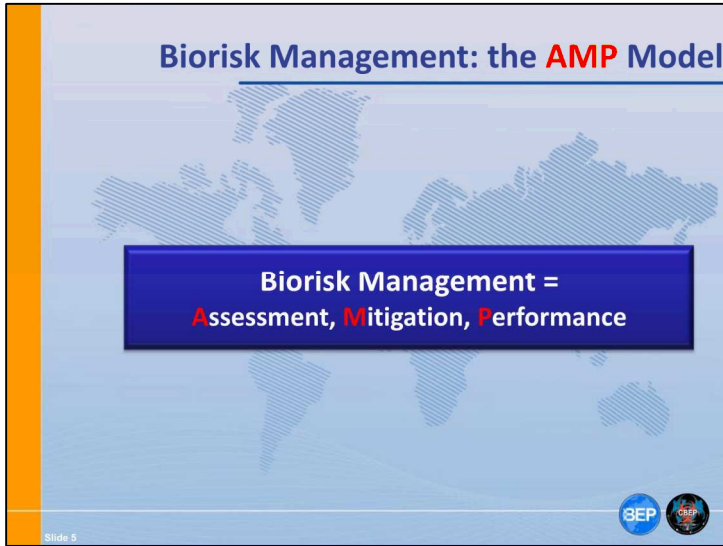 Biorisk Management: the AMP Model
Biorisk Management =
Assessment, Mitigation, Performance
BEP
CBEP
Slide 5